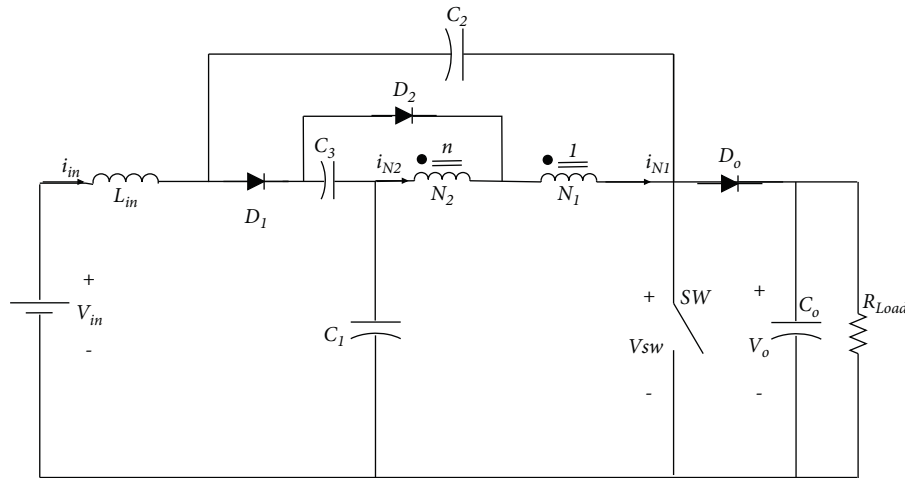 C2
D2
C3
n
1
iin
iN2
iN1
Do
Lin
D1
N2
N1
+
+
SW
+
Vin
C1
Vsw
Co
Vo
RLoad
-
-
-